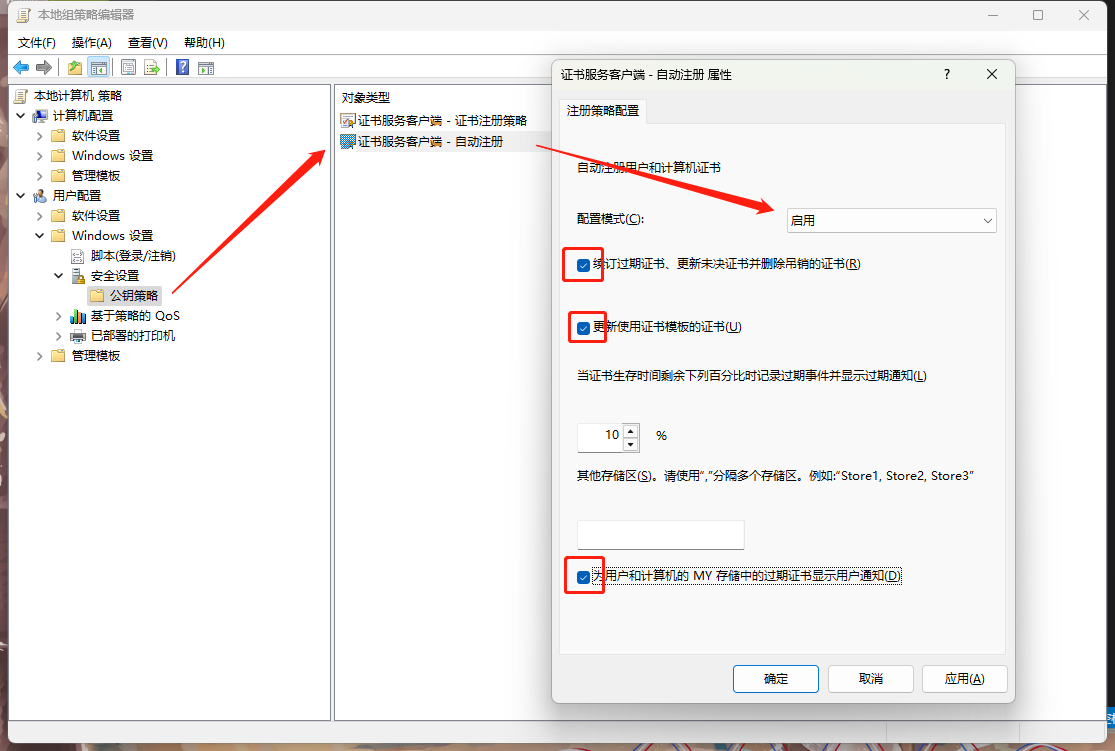 本地组策略编辑器
文件(F) 操作(A) 查看(V) 帮助(H)
本地计算机 策略
计算机配置
软件设置
Windows 设置
管理模板
用户配置
软件设置
Windows 设置
脚本(登录/注销)
安全设置
公钥策略
基于策略的 QoS
已部署的打印机
管理模板
对象类型
证书服务客户端 - 证书注册策略
证书服务客户端 - 自动注册
证书服务客户端 - 自动注册 属性
注册策略配置
自动注册用户和计算机证书
配置模式(C):
启用
续订过期证书、更新未决证书并删除吊销的证书(R)
更新使用证书模板的证书(U)
当证书生存时间剩余下列百分比时记录过期事件并显示过期通知(L)
10 %
其他存储区(S)。请使用“,”分隔多个存储区。例如:“Store1, Store2, Store3”
为用户和计算机的 MY 存储中的过期证书显示用户通知(D)
确定 取消 应用(A)